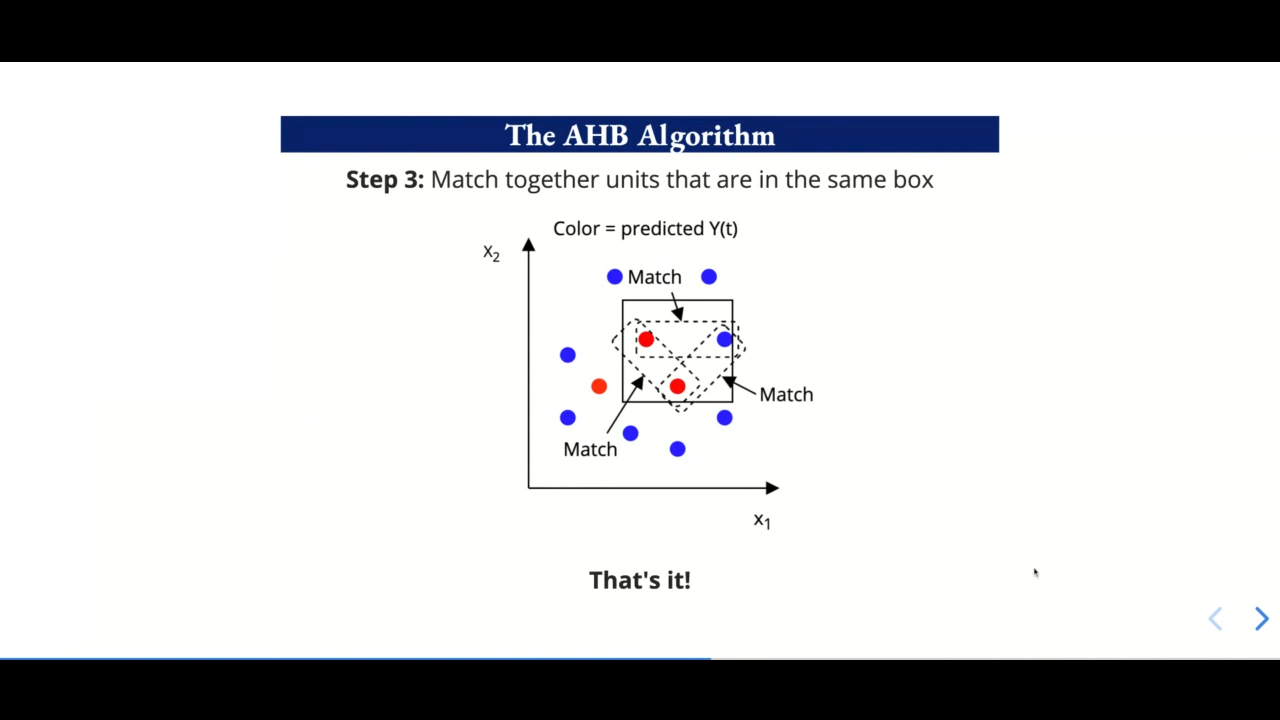 The AHB Algorithm
Step 3: Match together units that are in the same box
Color = predicted Y(t)
X2
Match
Match
Match
X1
That's it!